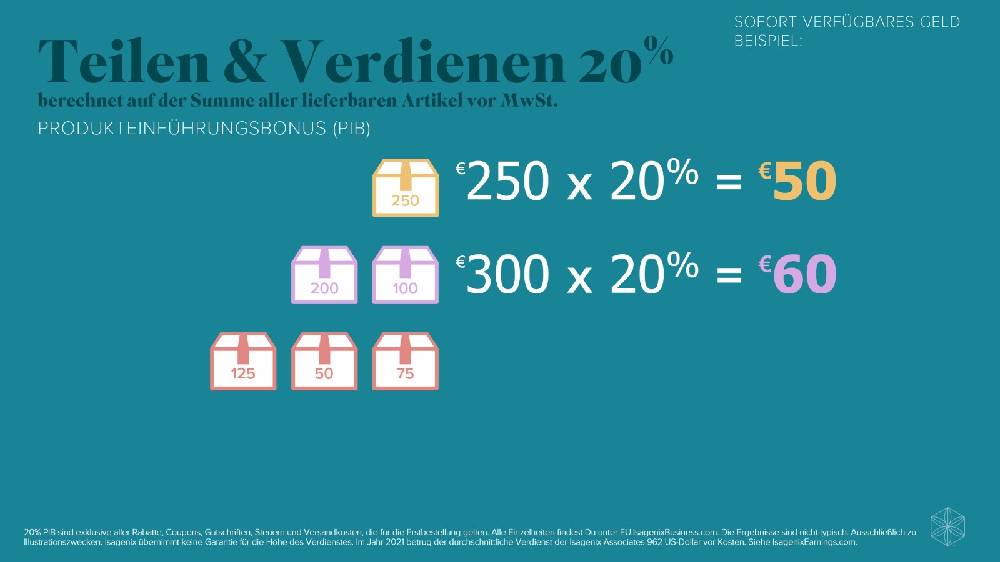 SOFORT VERFÜGBARES GELD
BEISPIEL:
Teilen & Verdienen 20%
berechnet auf der Summe aller lieferbaren Artikel vor MwSt.
PRODUKTEINFÜHRUNGSBONUS (PIB)
250 €250 x 20% = €50
200 100 €300 x 20% = €60
125 50 75
20% PIB sind exklusive aller Rabatte, Coupons, Gutschriften, Steuern und Versandkosten, die für die Erstbestellung gelten. Alle Einzelheiten findest Du unter EU.IsagenixBusiness.com. Die Ergebnisse sind nicht typisch. Ausschließlich zu
Illustrationszwecken. Isagenix übernimmt keine Garantie für die Höhe des Verdienstes. Im Jahr 2021 betrug der durchschnittliche Verdienst der Isagenix Associates 962 US-Dollar vor Kosten. Siehe IsagenixEarnings.com.